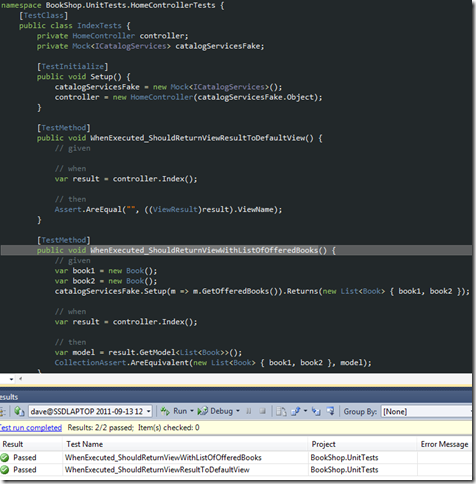 namespace BookShop.UnitTests.HomeControllerTests {
[TestClass]
public class IndexTests {
private HomeController controller;
private Mock<ICatalogServices> catalogServicesFake;
[TestInitialize]
public void Setup() {
catalogServicesFake = new Mock<ICatalogServices>();
controller = new HomeController(catalogServicesFake.Object);
}
[TestMethod]
public void WhenExecuted_ShouldReturnViewResultToDefaultView() {
// given
// when
var result = controller.Index();
// then
Assert.AreEqual("", ((ViewResult)result).ViewName);
}
[TestMethod]
public void WhenExecuted_ShouldReturnViewWithListOfOfferedBooks() {
// given
var book1 = new Book();
var book2 = new Book();
catalogServicesFake.Setup(m => m.GetOfferedBooks()).Returns(new List<Book> { book1, book2 });
// when
var result = controller.Index();
// then
var model = result.GetModel<List<Book>>();
CollectionAssert.AreEquivalent(new List<Book> { book1, book2 }, model);
}
Results
dave@SSDLAPTOP 2011-09-13 12 Run Debug Group By: [None]
Test run completed Results: 2/2 passed; Item(s) checked: 0
Result Test Name Project Error Message
Passed WhenExecuted_ShouldReturnViewWithListOfOfferedBooks BookShop.UnitTests
Passed WhenExecuted_ShouldReturnViewResultToDefaultView BookShop.UnitTests